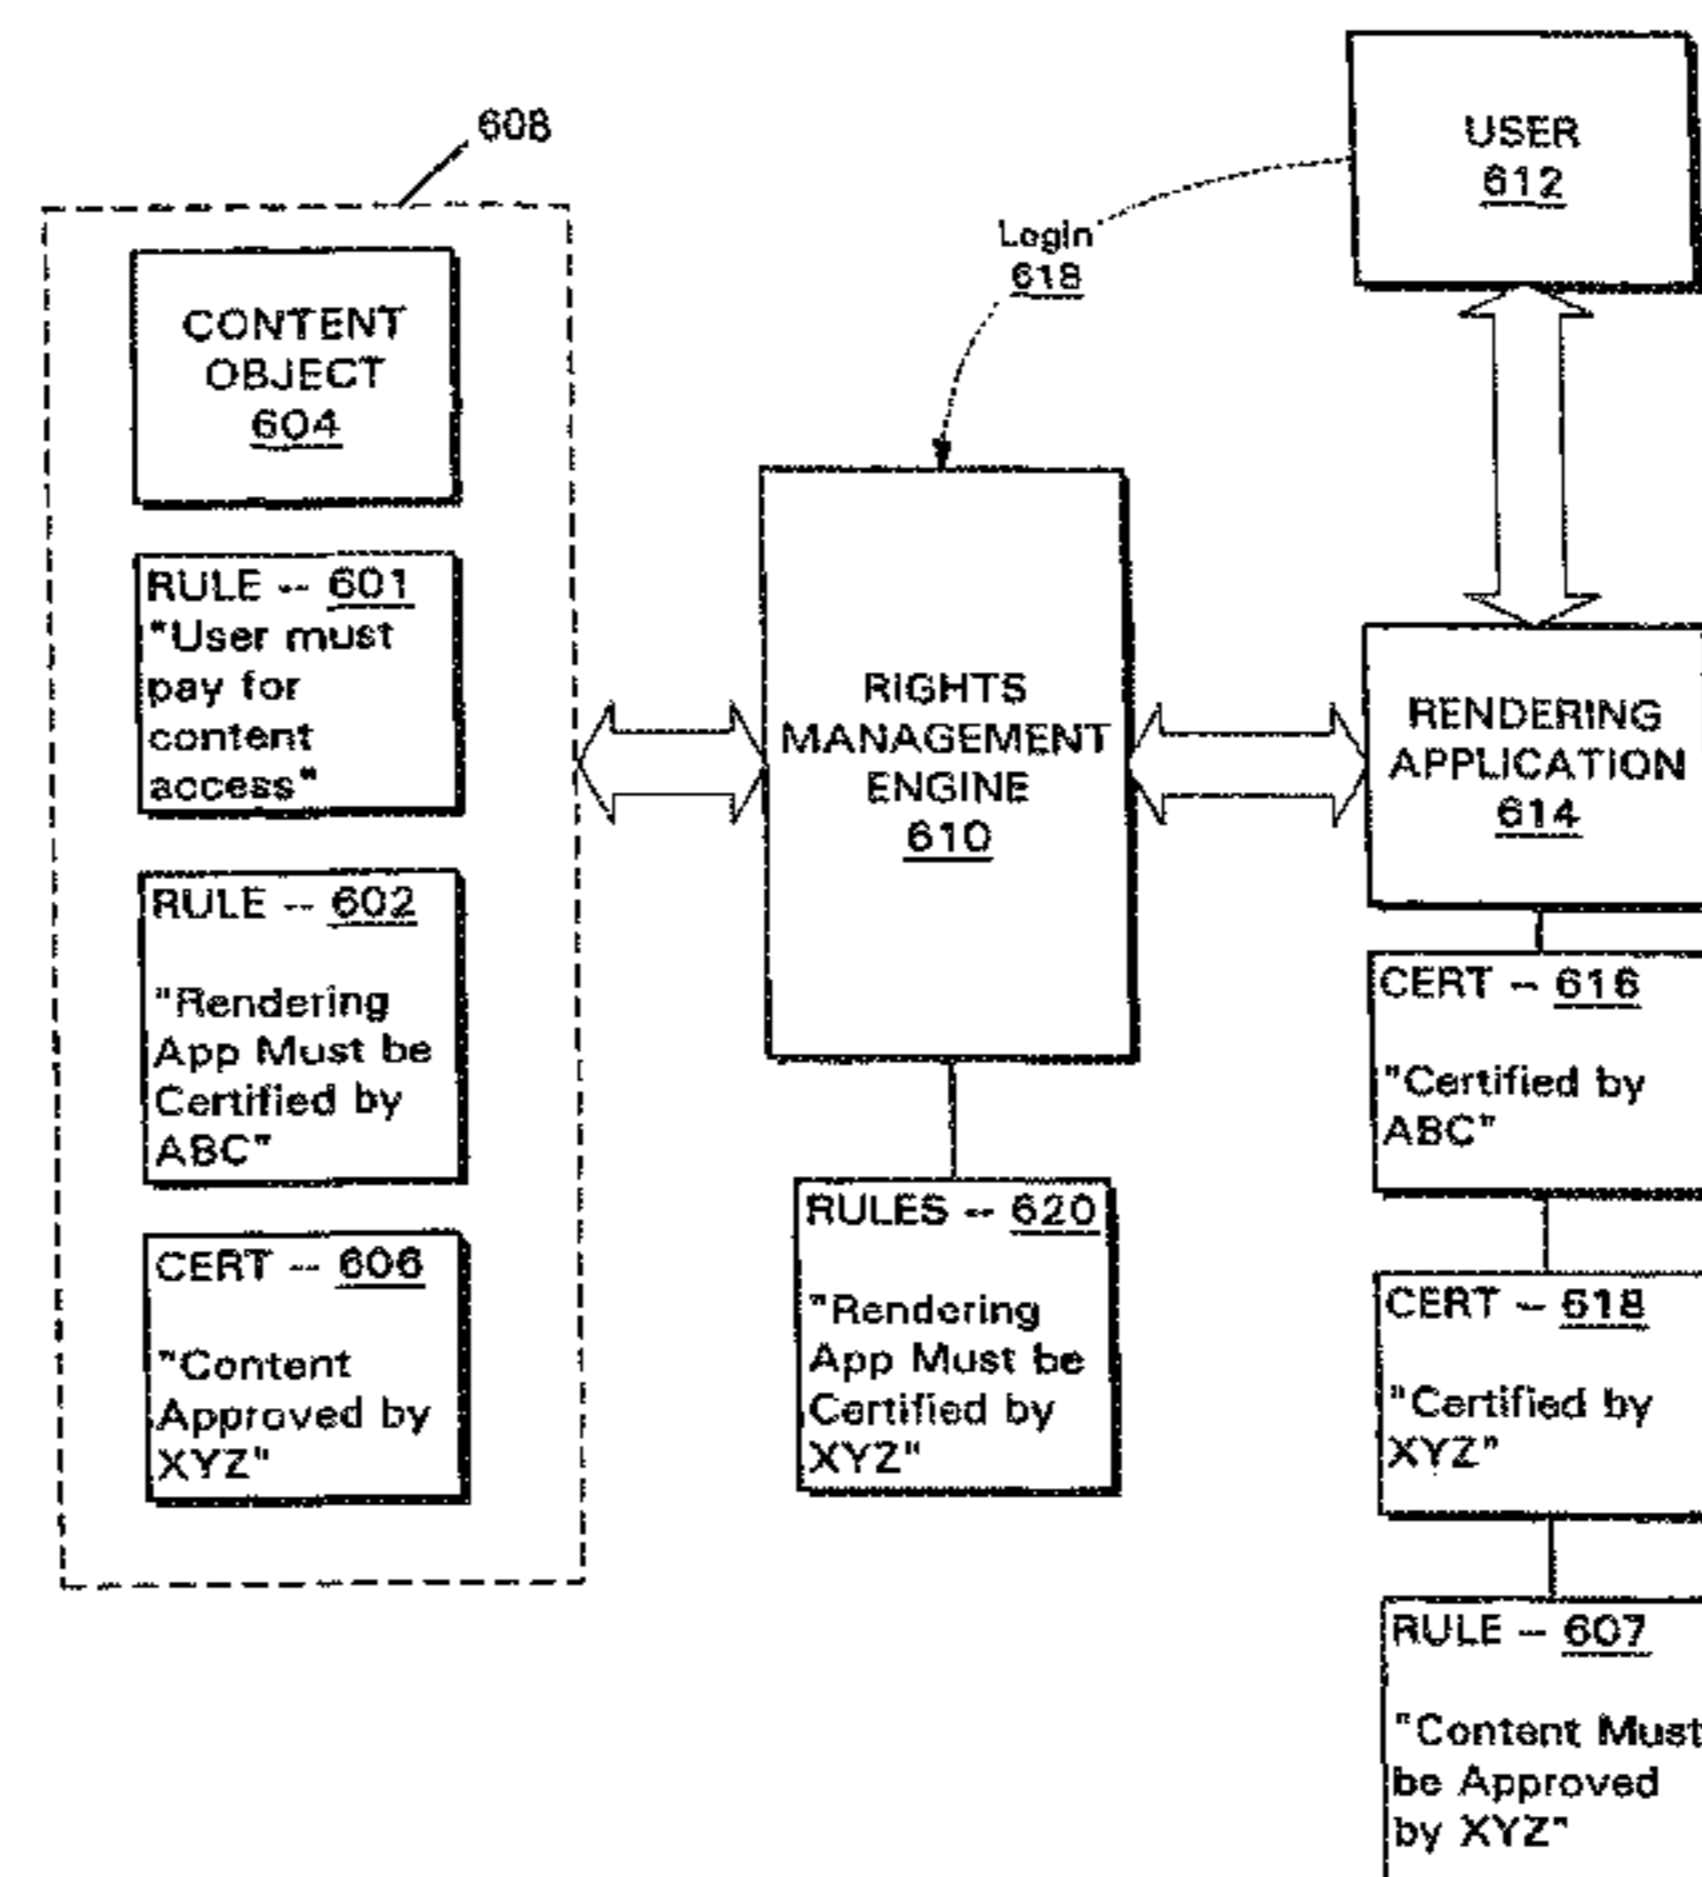 608
CONTENT
OBJECT
604
RULE -- 601
"User must
pay for
content
access"
RULE -- 602
"Rendering
App Must be
Certified by
ABC"
CERT -- 606
"Content
Approved by
XYZ"
Login
618
RIGHTS
MANAGEMENT
ENGINE
610
RULES -- 620
"Rendering
App Must be
Certified by
XYZ"
USER
612
RENDERING
APPLICATION
614
CERT -- 616
"Certified by
ABC"
CERT -- 618
"Certified by
XYZ"
RULE -- 607
"Content Must
be Approved
by XYZ"